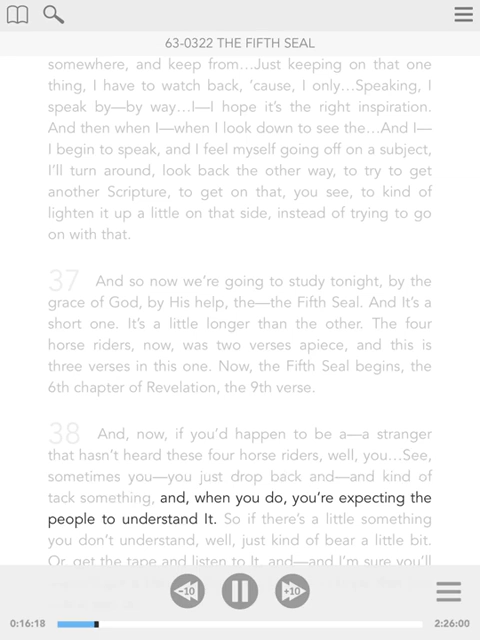 63-0322 THE FIFTH SEAL
somewhere, and keep from…Just keeping on that one
thing, I have to watch back, ’cause, I only…Speaking, I
speak by—by way…I—I hope it’s the right inspiration.
And then when I—when I look down to see the…And I—
I begin to speak, and I feel myself going off on a subject,
I’ll turn around, look back the other way, to try to get
another Scripture, to get on that, you see, to kind of
lighten it up a little on that side, instead of trying to go
on with that.
37 And so now we’re going to study tonight, by the
grace of God, by His help, the—the Fifth Seal. And It’s a
short one. It’s a little longer than the other. The four
horse riders, now, was two verses apiece, and this is
three verses in this one. Now, the Fifth Seal begins, the
6th chapter of Revelation, the 9th verse.
38 And, now, if you’d happen to be a—a stranger
that hasn’t heard these four horse riders, well, you…See,
sometimes you—you just drop back and—and kind of
tack something, and, when you do, you’re expecting the
people to understand It. So if there’s a little something
you don’t understand, well, just kind of bear a little bit.
Or, get the tape and listen to It, and—and I’m sure you’ll
-10 +10
0:16:18 2:26:00